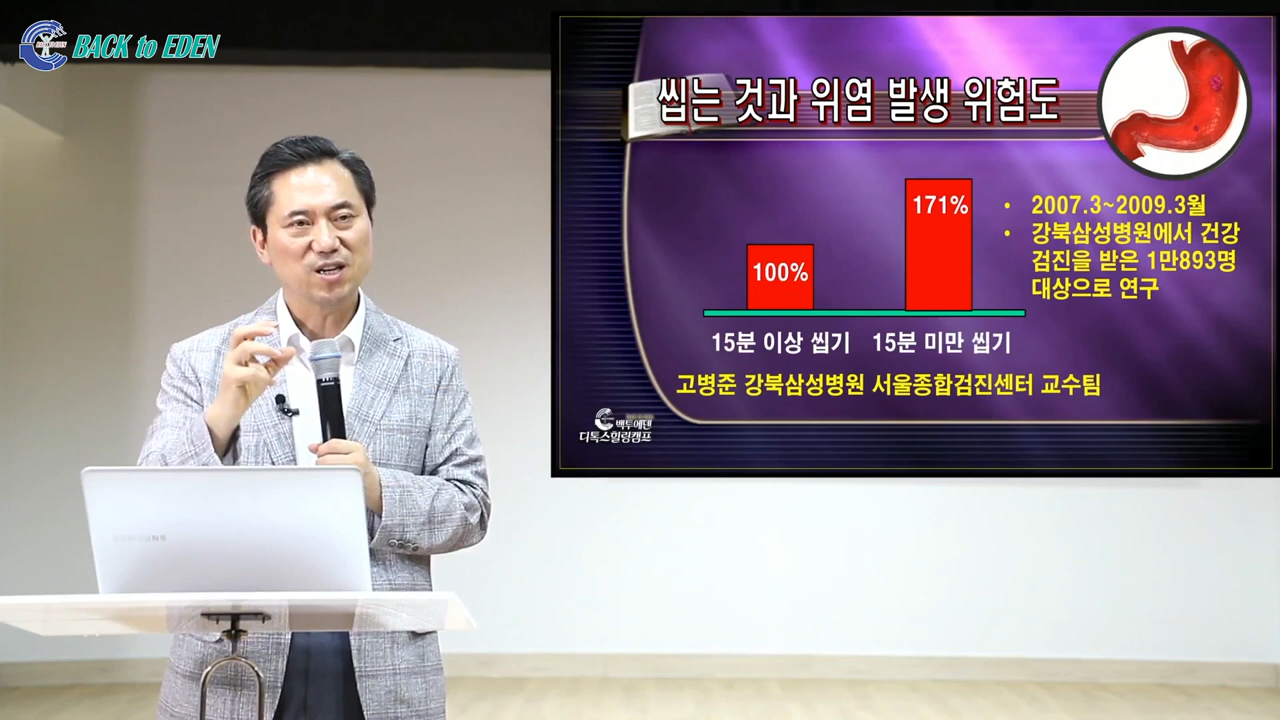 BACK to EDEN
씹는 것과 위염 발생 위험도
171%
100%
• 2007.3~2009.3월
• 강북삼성병원에서 건강
검진을 받은 1만893명
대상으로 연구
15분 이상 씹기 15분 미만 씹기
고병준 강북삼성병원 서울종합검진센터 교수팀
백투에덴
디톡스힐링캠프
SAMSUNG